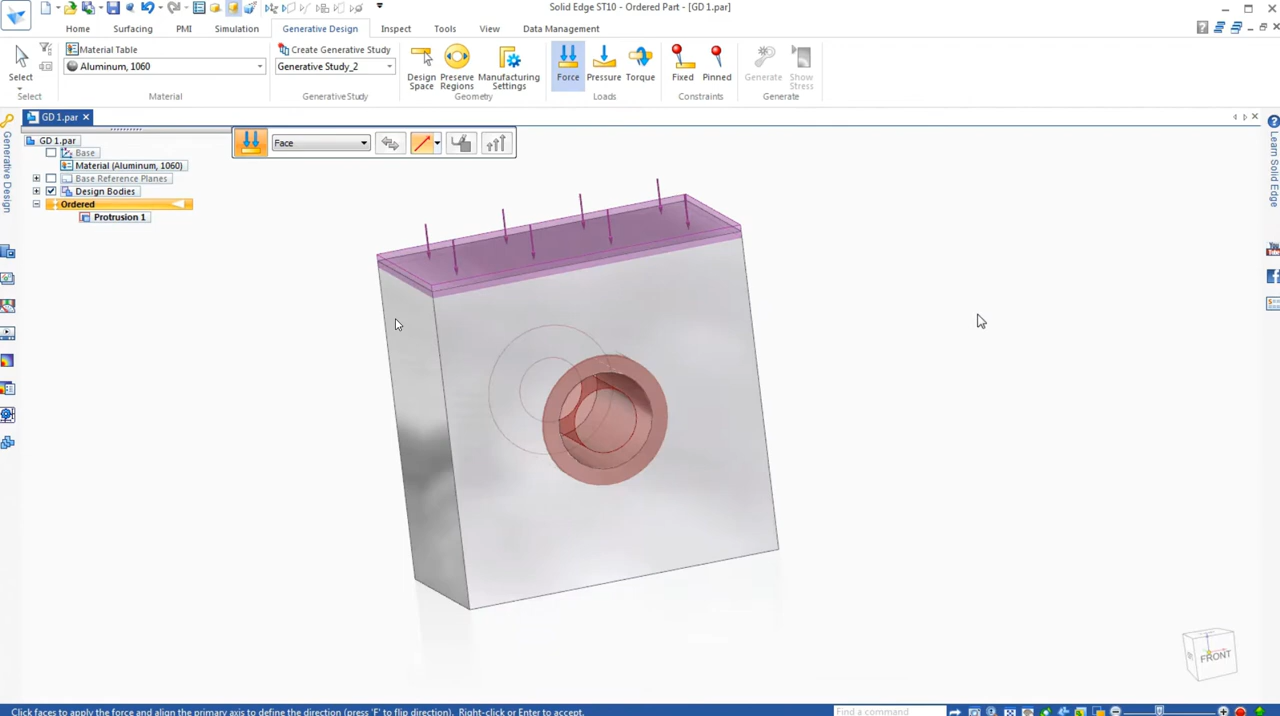 Solid Edge ST10 - Ordered Part - [GD 1.par]
Home Surfacing PMI Simulation Generative Design Inspect Tools View Data Management
Select
Select
Material Table
Aluminum, 1060
Material
Create Generative Study
Generative Study_2
Generative Study
Design Space
Preserve Regions
Manufacturing Settings
Geometry
Force
Pressure
Torque
Loads
Fixed
Pinned
Constraints
Generate
Show Stress
Generate
GD 1.par
Face
GD 1.par
Base
Material (Aluminum, 1060)
Base Reference Planes
Design Bodies
Ordered
Protrusion 1
Generative Design
Learn Solid Edge
You
FRONT
Click faces to apply the force and align the primary axis to define the direction (press 'F' to flip direction). Right-click or Enter to accept.
Find a command